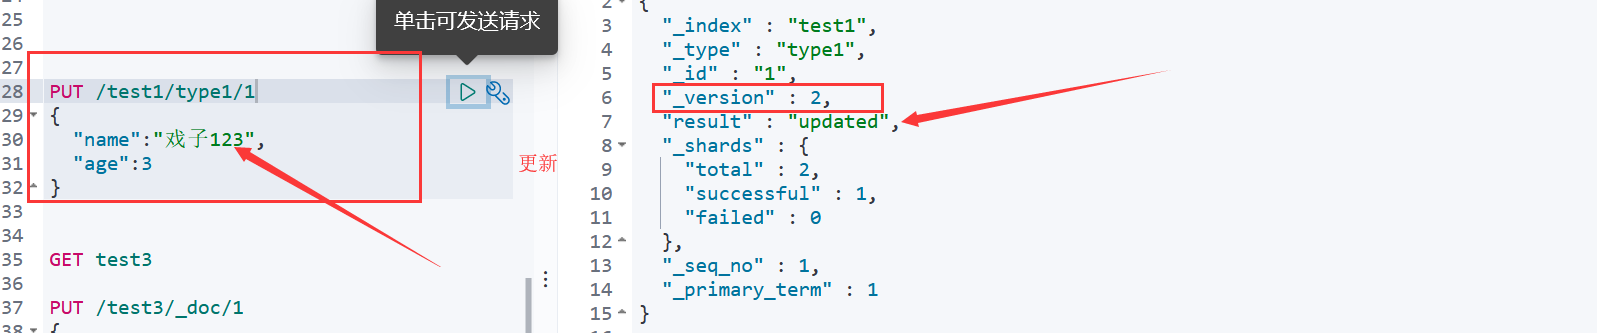 25
26
27
28 PUT /test1/type1/1
29 {
30 "name":"戏子123",
31 "age":3
32 }
33
34
35 GET test3
36
37 PUT /test3/_doc/1
38 {
单击可发送请求
更新
2 {
3 "_index" : "test1",
4 "_type" : "type1",
5 "_id" : "1",
6 "_version" : 2,
7 "result" : "updated",
8 "_shards" : {
9 "total" : 2,
10 "successful" : 1,
11 "failed" : 0
12 },
13 "_seq_no" : 1,
14 "_primary_term" : 1
15 }